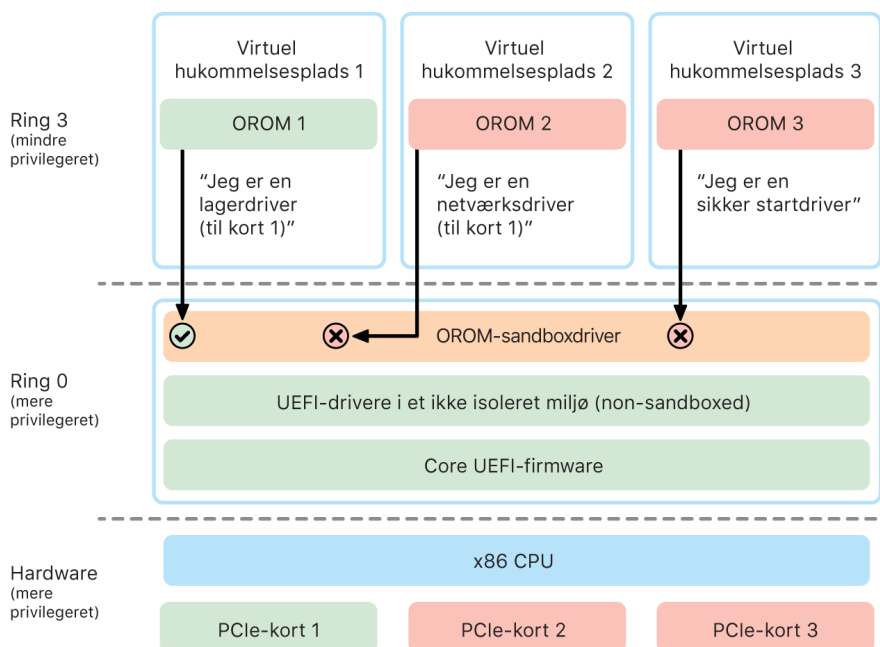 Virtuel
hukommelsesplads 1
Virtuel
hukommelsesplads 2
Virtuel
hukommelsesplads 3
Ring 3
(mindre
privilegeret)
OROM 1
OROM 2
OROM 3
“Jeg er en
lagerdriver
(til kort 1)”
“Jeg er en
netværksdriver
(til kort 1)”
“Jeg er en
sikker startdriver”
OROM-sandboxdriver
Ring 0
(mere
privilegeret)
UEFI-drivere i et ikke isoleret miljø (non-sandboxed)
Core UEFI-firmware
Hardware
(mere
privilegeret)
x86 CPU
PCIe-kort 1
PCIe-kort 2
PCIe-kort 3